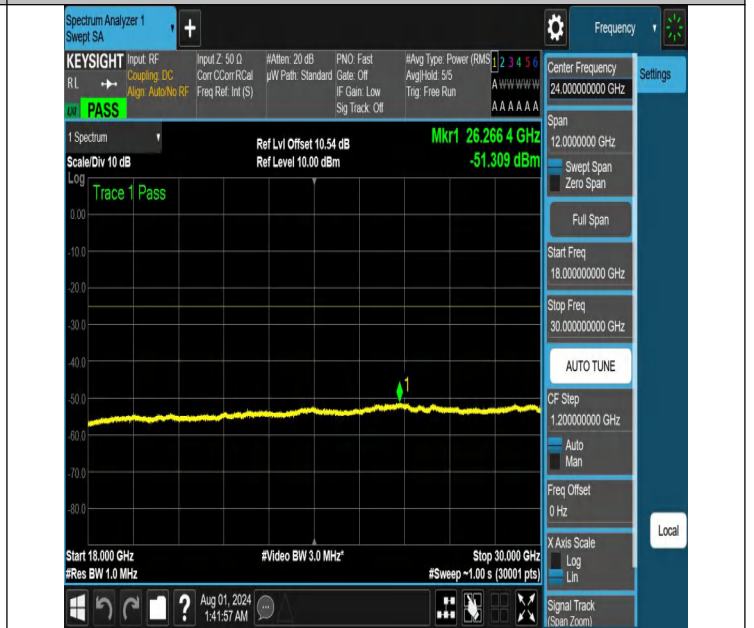 Spectrum Analyzer 1
Swept SA
+
Frequency
KEYSIGHT
RL
PASS
Input: RF
Coupling: DC
Align: Auto/No RF
Input Z: 50 Ω
Corr CCorr RCal
Freq Ref: Int (S)
#Atten: 20 dB
µW Path: Standard
PNO: Fast
Gate: Off
IF Gain: Low
Sig Track: Off
#Avg Type: Power (RMS
Avg|Hold: 5/5
Trig: Free Run
1 2 3 4 5 6
A W W W W W
A A A A A A
1 Spectrum
Scale/Div 10 dB
Log
Ref Lvl Offset 10.54 dB
Ref Level 10.00 dBm
Mkr1 26.266 4 GHz
-51.309 dBm
Trace 1 Pass
0.00
-10.0
-20.0
-30.0
-40.0
-50.0
-60.0
-70.0
-80.0
1
Start 18.000 GHz
#Res BW 1.0 MHz
#Video BW 3.0 MHz*
Stop 30.000 GHz
#Sweep ~1.00 s (30001 pts)
?
Aug 01, 2024
1:41:57 AM
Center Frequency
24.000000000 GHz
Settings
Span
12.0000000 GHz
Swept Span
Zero Span
Full Span
Start Freq
18.000000000 GHz
Stop Freq
30.000000000 GHz
AUTO TUNE
CF Step
1.200000000 GHz
Auto
Man
Freq Offset
0 Hz
X Axis Scale
Log
Lin
Local
Signal Track
(Span Zoom)